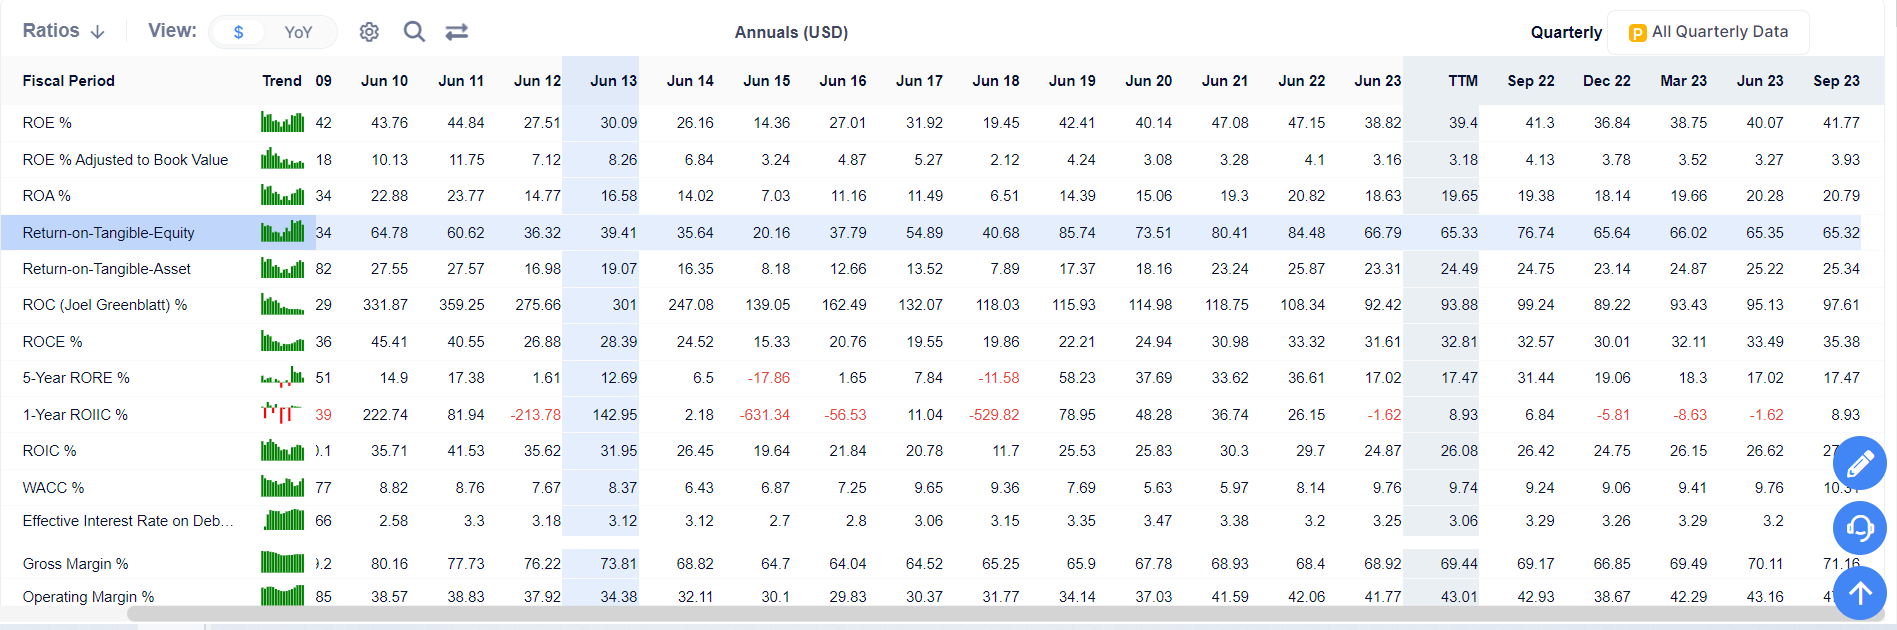 Ratios View: $ YoY Annuals (USD) Quarterly P All Quarterly Data
Fiscal Period Trend 09 Jun 10 Jun 11 Jun 12 Jun 13 Jun 14 Jun 15 Jun 16 Jun 17 Jun 18 Jun 19 Jun 20 Jun 21 Jun 22 Jun 23 TTM Sep 22 Dec 22 Mar 23 Jun 23 Sep 23
ROE % 42 43.76 44.84 27.51 30.09 26.16 14.36 27.01 31.92 19.45 42.41 40.14 47.08 47.15 38.82 39.4 41.3 36.84 38.75 40.07 41.77
ROE % Adjusted to Book Value 18 10.13 11.75 7.12 8.26 6.84 3.24 4.87 5.27 2.12 4.24 3.08 3.28 4.1 3.16 3.18 4.13 3.78 3.52 3.27 3.93
ROA % 34 22.88 23.77 14.77 16.58 14.02 7.03 11.16 11.49 6.51 14.39 15.06 19.3 20.82 18.63 19.65 19.38 18.14 19.66 20.28 20.79
Return-on-Tangible-Equity 34 64.78 60.62 36.32 39.41 35.64 20.16 37.79 54.89 40.68 85.74 73.51 80.41 84.48 66.79 65.33 76.74 65.64 66.02 65.35 65.32
Return-on-Tangible-Asset 82 27.55 27.57 16.98 19.07 16.35 8.18 12.66 13.52 7.89 17.37 18.16 23.24 25.87 23.31 24.49 24.75 23.14 24.87 25.22 25.34
ROC (Joel Greenblatt) % 29 331.87 359.25 275.66 301 247.08 139.05 162.49 132.07 118.03 115.93 114.98 118.75 108.34 92.42 93.88 99.24 89.22 93.43 95.13 97.61
ROCE % 36 45.41 40.55 26.88 28.39 24.52 15.33 20.76 19.55 19.86 22.21 24.94 30.98 33.32 31.61 32.81 32.57 30.01 32.11 33.49 35.38
5-Year RORE % 51 14.9 17.38 1.61 12.69 6.5 -17.86 1.65 7.84 -11.58 58.23 37.69 33.62 36.61 17.02 17.47 31.44 19.06 18.3 17.02 17.47
1-Year ROIIC % 39 222.74 81.94 -213.78 142.95 2.18 -631.34 -56.53 11.04 -529.82 78.95 48.28 36.74 26.15 -1.62 8.93 6.84 -5.81 -8.63 -1.62 8.93
ROIC % 0.1 35.71 41.53 35.62 31.95 26.45 19.64 21.84 20.78 11.7 25.53 25.83 30.3 29.7 24.87 26.08 26.42 24.75 26.15 26.62
WACC % 77 8.82 8.76 7.67 8.37 6.43 6.87 7.25 9.65 9.36 7.69 5.63 5.97 8.14 9.76 9.74 9.24 9.06 9.41 9.76
Effective Interest Rate on Deb... 66 2.58 3.3 3.18 3.12 3.12 2.7 2.8 3.06 3.15 3.35 3.47 3.38 3.2 3.25 3.06 3.29 3.26 3.29 3.2
Gross Margin % 9.2 80.16 77.73 76.22 73.81 68.82 64.7 64.04 64.52 65.25 65.9 67.78 68.93 68.4 68.92 69.44 69.17 66.85 69.49 70.11 71.16
Operating Margin % 85 38.57 38.83 37.92 34.38 32.11 30.1 29.83 30.37 31.77 34.14 37.03 41.59 42.06 41.77 43.01 42.93 38.67 42.29 43.16